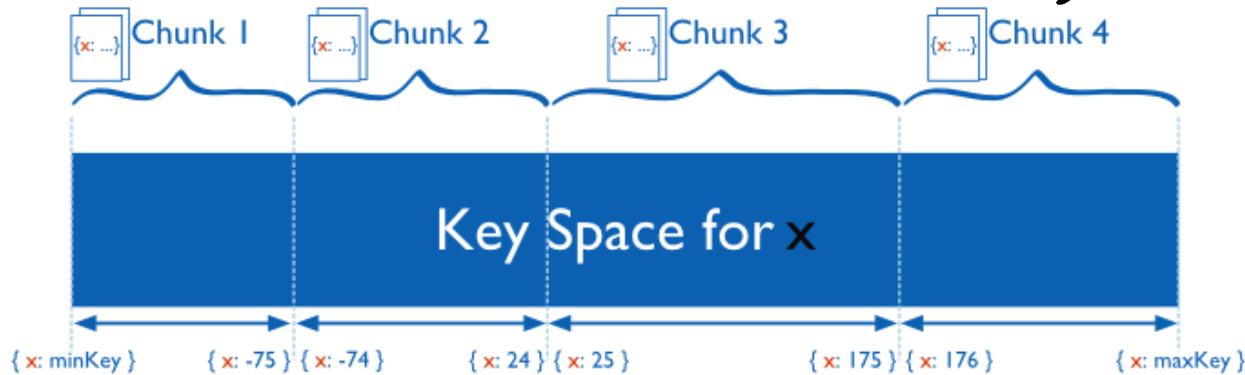 {x: ...} Chunk 1 {x: ...} Chunk 2 {x: ...} Chunk 3 {x: ...} Chunk 4
Key Space for x
{ x: minKey } { x: -75 } { x: -74 } { x: 24 } { x: 25 } { x: 175 } { x: 176 } { x: maxKey }